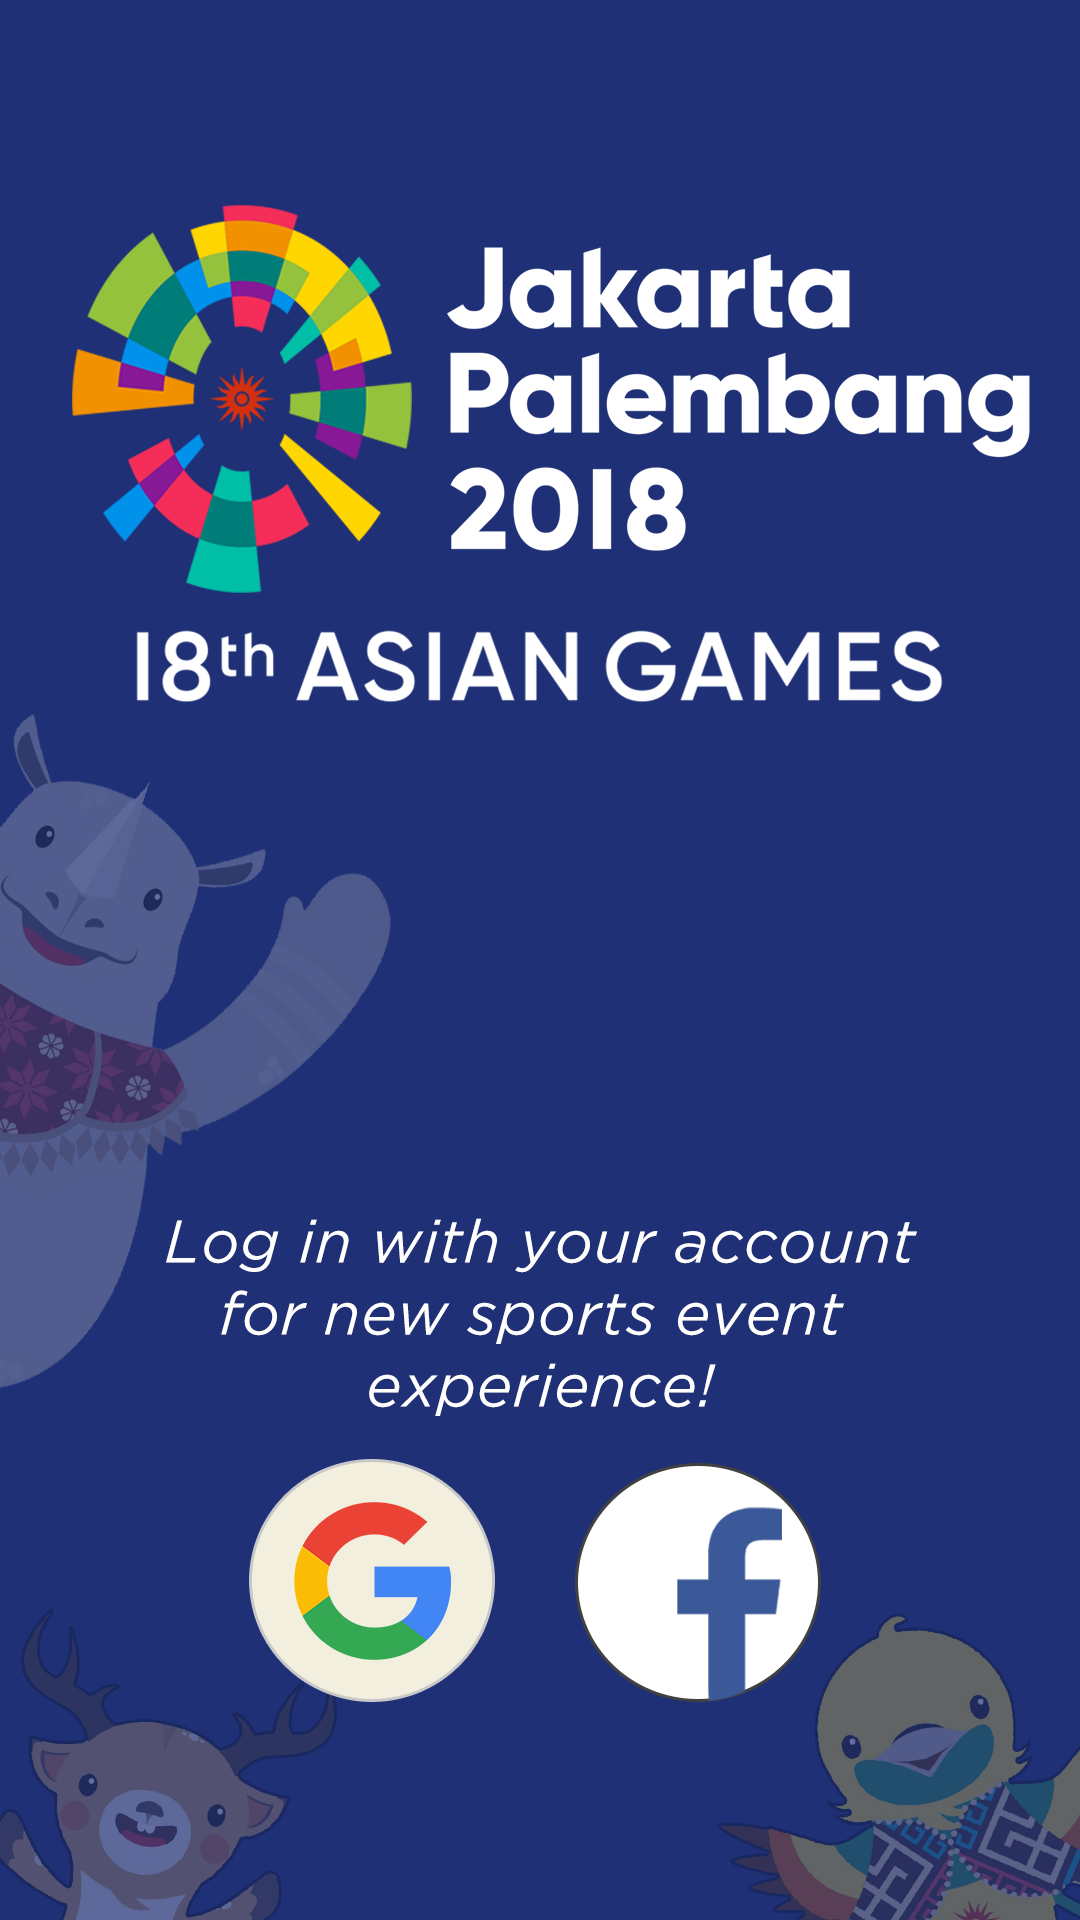 Jakarta
Palembang
2018
18th ASIAN GAMES
Log in with your account
for new sports event
experience!
G
f